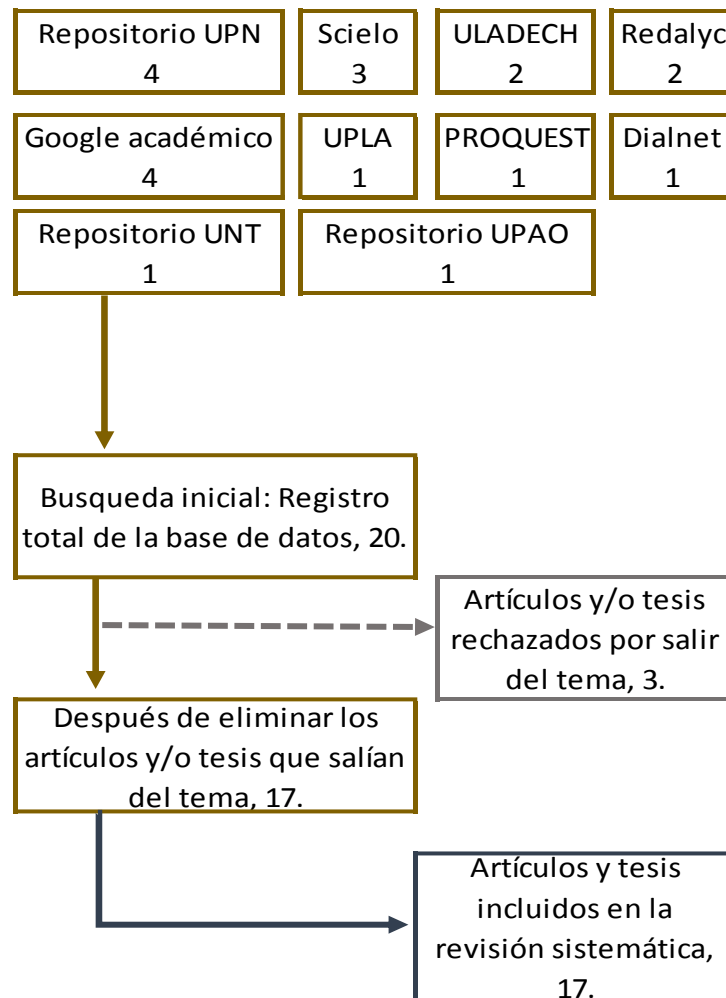 Repositorio UPN
4
Scielo
3
ULADECH
2
Redalyc
2
Google académico
4
UPLA
1
PROQUEST
1
Dialnet
1
Repositorio UNT
1
Repositorio UPAO
1
Busqueda inicial: Registro
total de la base de datos, 20.
Artículos y/o tesis
rechazados por salir
del tema, 3.
Después de eliminar los
artículos y/o tesis que salían
del tema, 17.
Artículos y tesis
incluidos en la
revisión sistemática,
17.